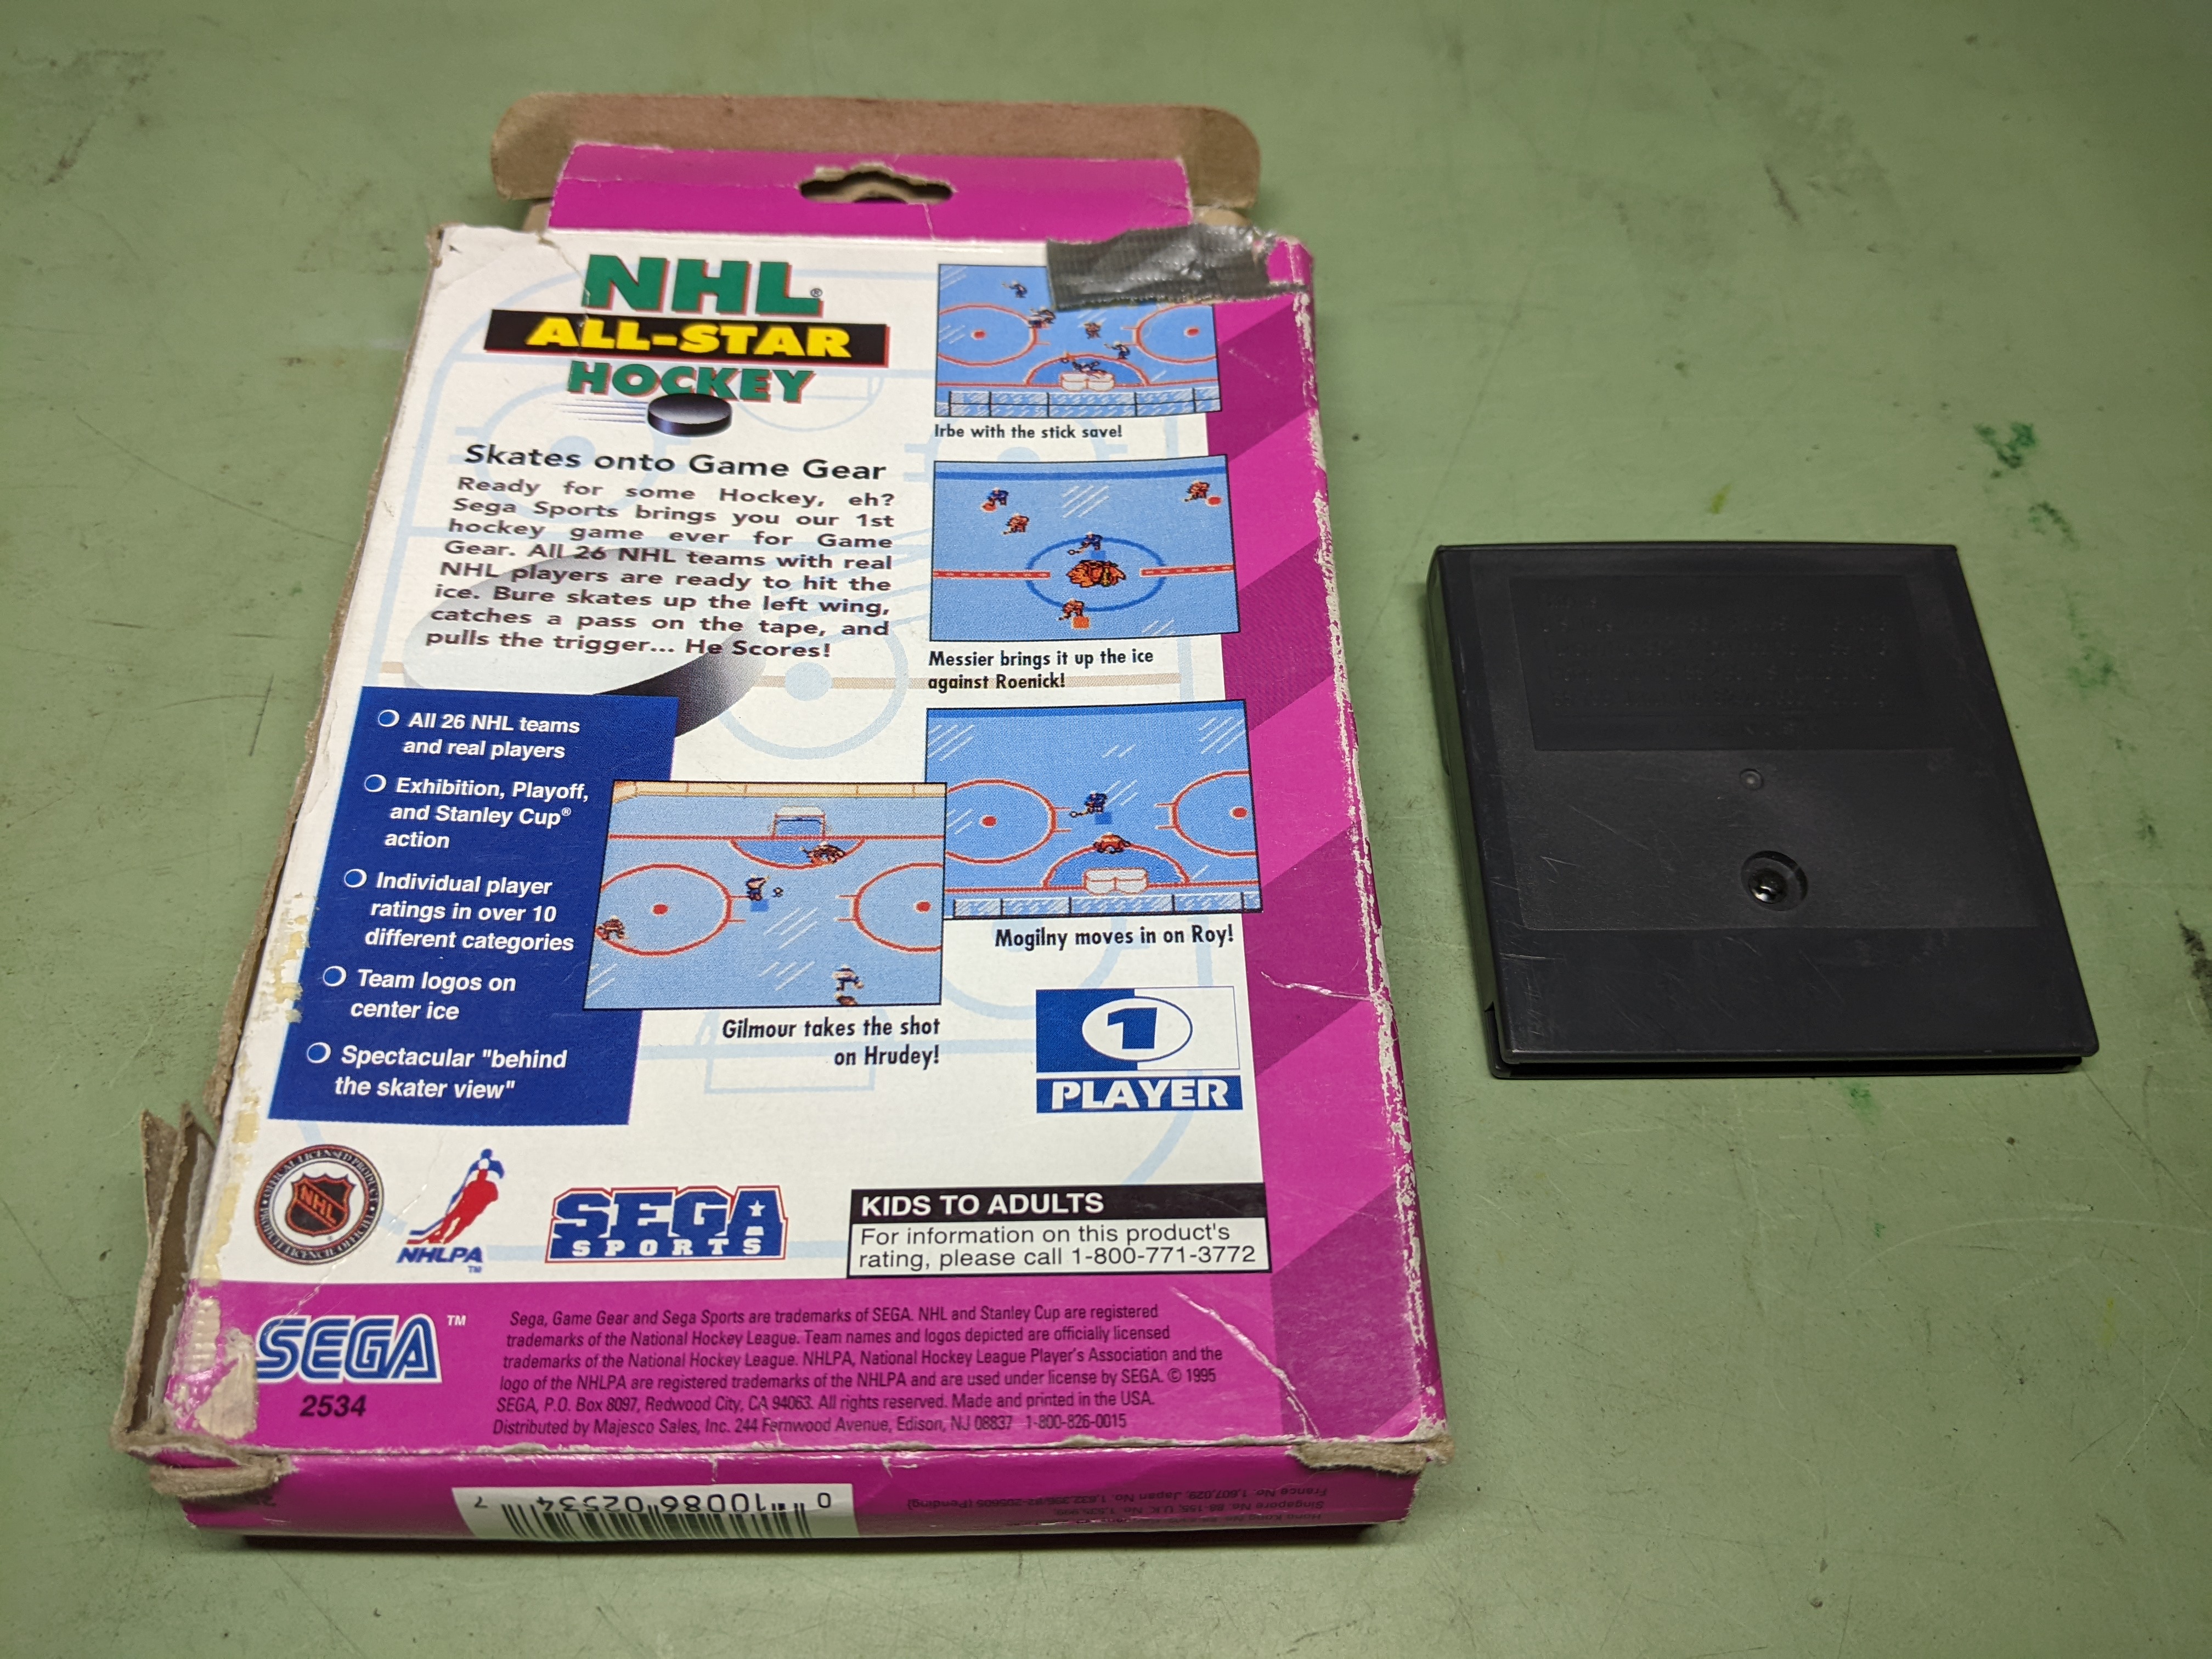 NHL®
ALL-STAR
HOCKEY
Skates onto Game Gear
Ready for some Hockey, eh?
Sega Sports brings you our 1st
hockey game ever for Game
Gear. All 26 NHL teams with real
NHL players are ready to hit the
ice. Bure skates up the left wing,
catches a pass on the tape, and
pulls the trigger... He Scores!
Irbe with the stick save!
Messier brings it up the ice
against Roenick!
Mogilny moves in on Roy!
Gilmour takes the shot
on Hrudey!
All 26 NHL teams
and real players
Exhibition, Playoff,
and Stanley Cup®
action
Individual player
ratings in over 10
different categories
Team logos on
center ice
Spectacular "behind
the skater view"
1
PLAYER
NHL
NHLPA
TM
SEGA
SPORTS
KIDS TO ADULTS
For information on this product's
rating, please call 1-800-771-3772
SEGA™
2534
Sega, Game Gear and Sega Sports are trademarks of SEGA. NHL and Stanley Cup are registered
trademarks of the National Hockey League. Team names and logos depicted are officially licensed
trademarks of the National Hockey League. NHLPA, National Hockey League Player's Association and the
logo of the NHLPA are registered trademarks of the NHLPA and are used under license by SEGA. © 1995
SEGA, P.O. Box 8097, Redwood City, CA 94063. All rights reserved. Made and printed in the USA.
Distributed by Majesco Sales, Inc. 244 Fernwood Avenue, Edison, NJ 08837 1-800-826-0015
0 10086 02534 7